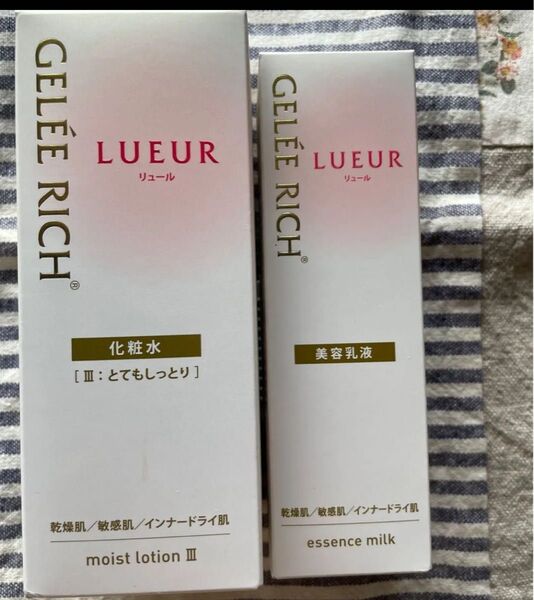 GELÉE RICH®
LUEUR
リュール
化粧水
[ Ⅲ:とてもしっとり ]
乾燥肌/敏感肌/インナードライ肌
moist lotion Ⅲ
GELÉE RICH®
LUEUR
リュール
美容乳液
乾燥肌/敏感肌/インナードライ肌
essence milk